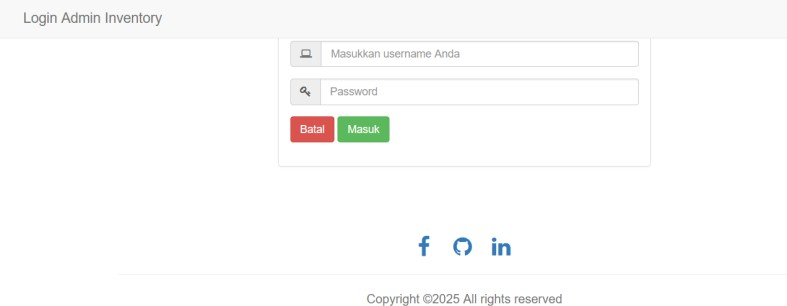 Login Admin Inventory
Masukkan username Anda
Password
Batal Masuk
Copyright ©2025 All rights reserved